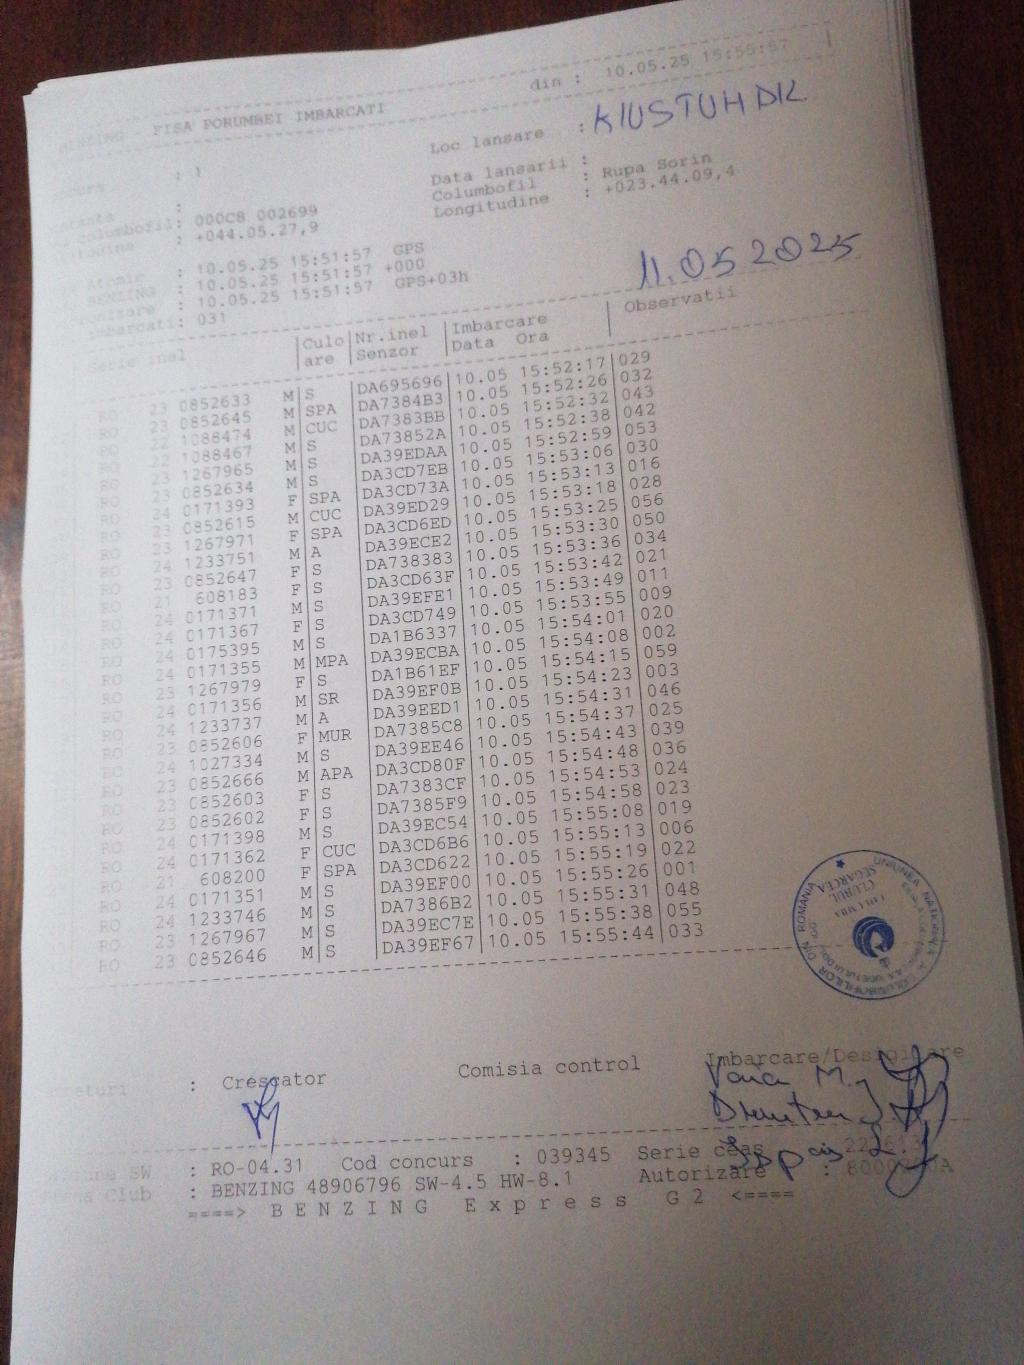 FISA PORUMBEI IMBARCATI din : 10.05.25 15:55:57
: 1 Loc lansare : KIUSTUHDIL
: Data lansarii :
: 000C8 002699 Columbofil : Rupa Sorin
: +044.05.27,9 Longitudine : +023.44.09,4
Atomic : 10.05.25 15:51:57 GPS
BENZING : 10.05.25 15:51:57 +000
: 10.05.25 15:51:57 GPS+03h
11.05 2025
imbarcati: 031
Serie inel Culo Nr.inel Imbarcare Observatii
are Senzor Data Ora
RO 23 0852633 M S DA695696 10.05 15:52:17 029
RO 23 0852645 M SPA DA7384B3 10.05 15:52:26 032
RO 22 1088474 M CUC DA7383BB 10.05 15:52:32 043
RO 22 1088467 M S DA73852A 10.05 15:52:38 042
RO 23 1267965 M S DA39EDAA 10.05 15:52:59 053
RO 23 0852634 M S DA3CD7EB 10.05 15:53:06 030
RO 24 0171393 F SPA DA3CD73A 10.05 15:53:13 016
RO 23 0852615 M CUC DA39ED29 10.05 15:53:18 028
RO 23 1267971 F SPA DA3CD6ED 10.05 15:53:25 056
RO 24 1233751 M A DA39ECE2 10.05 15:53:30 050
RO 23 0852647 F S DA738383 10.05 15:53:36 034
RO 21 608183 F S DA3CD63F 10.05 15:53:42 021
RO 24 0171371 M S DA39EFE1 10.05 15:53:49 011
RO 24 0171367 F S DA3CD749 10.05 15:53:55 009
RO 24 0175395 M S DA1B6337 10.05 15:54:01 020
RO 24 0171355 M MPA DA39ECBA 10.05 15:54:08 002
RO 23 1267979 F S DA1B61EF 10.05 15:54:15 059
RO 24 0171356 M SR DA39EF0B 10.05 15:54:23 003
RO 24 1233737 M A DA39EED1 10.05 15:54:31 046
RO 23 0852606 F MUR DA7385C8 10.05 15:54:37 025
RO 24 1027334 M S DA39EE46 10.05 15:54:43 039
RO 23 0852666 M APA DA3CD80F 10.05 15:54:48 036
RO 23 0852603 F S DA7383CF 10.05 15:54:53 024
RO 23 0852602 F S DA7385F9 10.05 15:54:58 023
RO 24 0171398 M S DA39EC54 10.05 15:55:08 019
RO 24 0171362 F CUC DA3CD6B6 10.05 15:55:13 006
RO 21 608200 F SPA DA3CD622 10.05 15:55:19 022
RO 24 0171351 M S DA39EF00 10.05 15:55:26 001
RO 24 1233746 M S DA7386B2 10.05 15:55:31 048
RO 23 1267967 M S DA39EC7E 10.05 15:55:38 055
RO 23 0852646 M S DA39EF67 10.05 15:55:44 033
UNIUNEA NATIONALA A COLUMBOFILILOR DIN ROMANIA
CLUBUL
COLUMBA
SEGARCEA
: Crescator Comisia control Imbarcare/Desigilare
SW : RO-04.31 Cod concurs : 039345 Serie ceas
Club : BENZING 48906796 SW-4.5 HW-8.1 Autorizare :
====> BENZING Express G2 <====